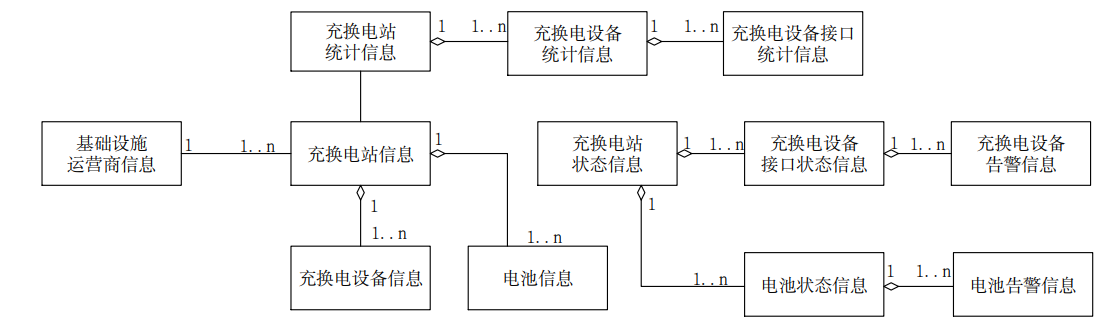 充换电站
统计信息
1
1..n
充换电设备
统计信息
1
1..n
充换电设备接口
统计信息
基础设施
运营商信息
1
1..n
充换电站信息
1
1
1..n
充换电设备信息
1..n
电池信息
充换电站
状态信息
1
1..n
充换电设备
接口状态信息
1
1..n
充换电设备
告警信息
1
1..n
电池状态信息
1
1..n
电池告警信息